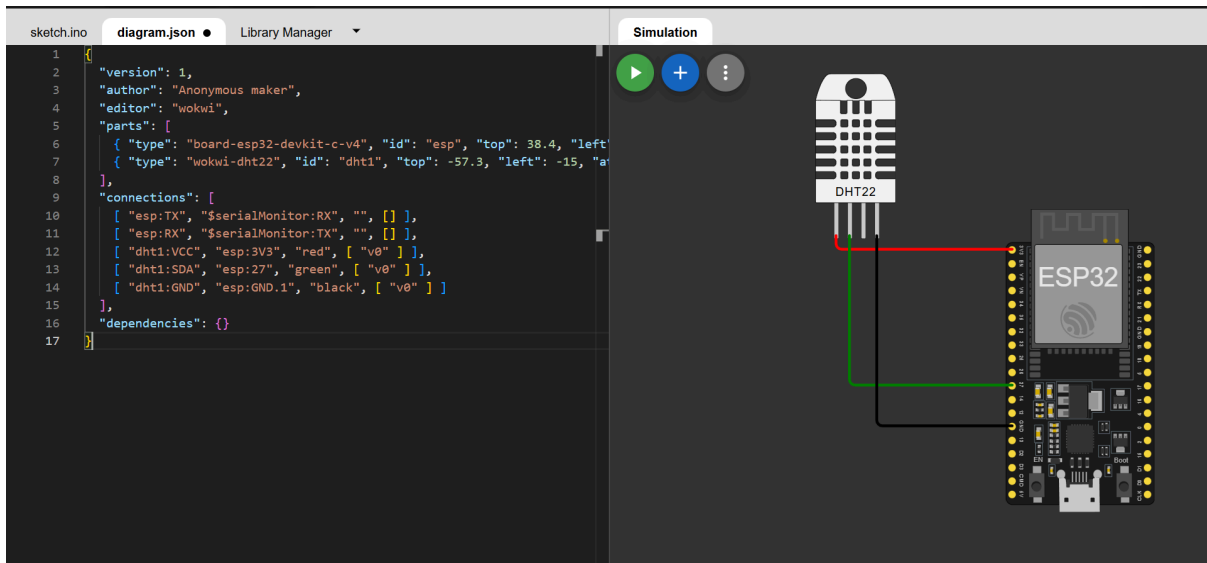 sketch.ino diagram.json ● Library Manager
Simulation
1 {
2 "version": 1,
3 "author": "Anonymous maker",
4 "editor": "wokwi",
5 "parts": [
6 { "type": "board-esp32-devkit-c-v4", "id": "esp", "top": 38.4, "left"
7 { "type": "wokwi-dht22", "id": "dht1", "top": -57.3, "left": -15, "at
8 ],
9 "connections": [
10 [ "esp:TX", "$serialMonitor:RX", "", [] ],
11 [ "esp:RX", "$serialMonitor:TX", "", [] ],
12 [ "dht1:VCC", "esp:3V3", "red", [ "v0" ] ],
13 [ "dht1:SDA", "esp:27", "green", [ "v0" ] ],
14 [ "dht1:GND", "esp:GND.1", "black", [ "v0" ] ]
15 ],
16 "dependencies": {}
17 }
DHT22
ESP32
EN
Boot